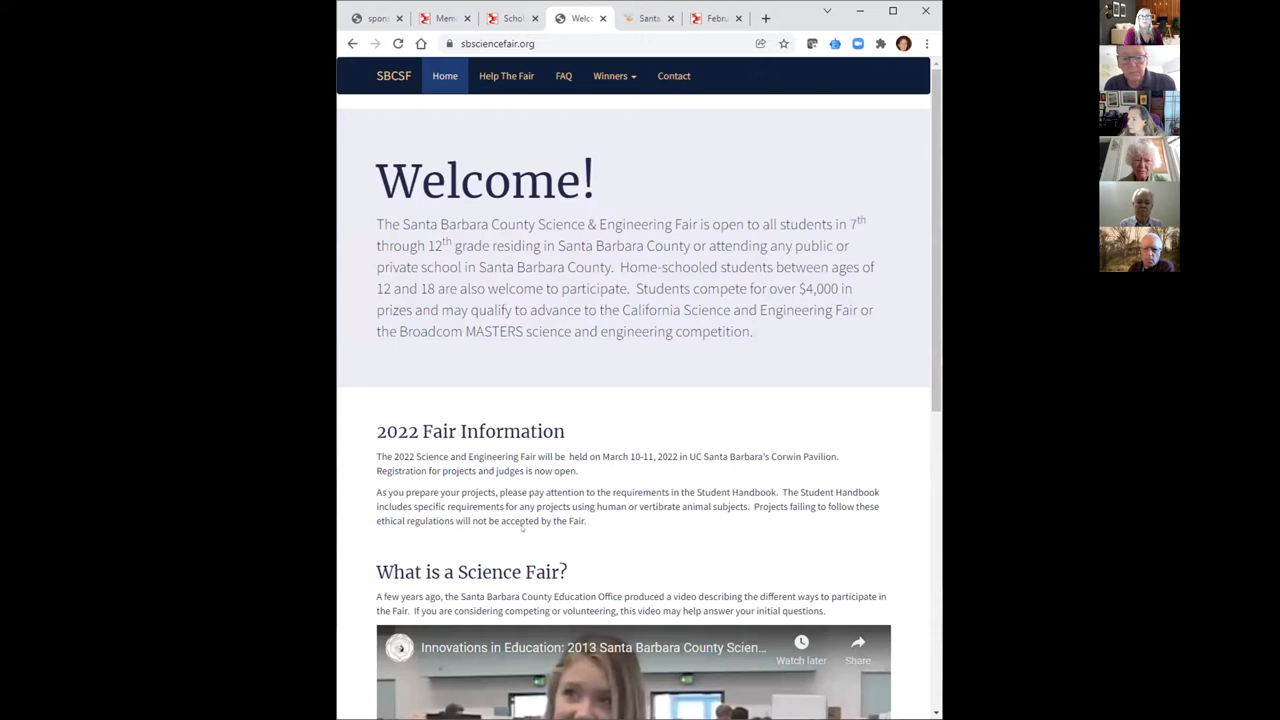 spons
Mem
Schol
Welco
Santa
Febru
sbsciencefair.org
SBCSF Home Help The Fair FAQ Winners Contact
Welcome!
The Santa Barbara County Science & Engineering Fair is open to all students in 7th
through 12th grade residing in Santa Barbara County or attending any public or
private school in Santa Barbara County. Home-schooled students between ages of
12 and 18 are also welcome to participate. Students compete for over $4,000 in
prizes and may qualify to advance to the California Science and Engineering Fair or
the Broadcom MASTERS science and engineering competition.
2022 Fair Information
The 2022 Science and Engineering Fair will be held on March 10-11, 2022 in UC Santa Barbara's Corwin Pavilion.
Registration for projects and judges is now open.
As you prepare your projects, please pay attention to the requirements in the Student Handbook. The Student Handbook
includes specific requirements for any projects using human or vertibrate animal subjects. Projects failing to follow these
ethical regulations will not be accepted by the Fair.
What is a Science Fair?
A few years ago, the Santa Barbara County Education Office produced a video describing the different ways to participate in
the Fair. If you are considering competing or volunteering, this video may help answer your initial questions.
Innovations in Education: 2013 Santa Barbara County Scien...
Watch later
Share